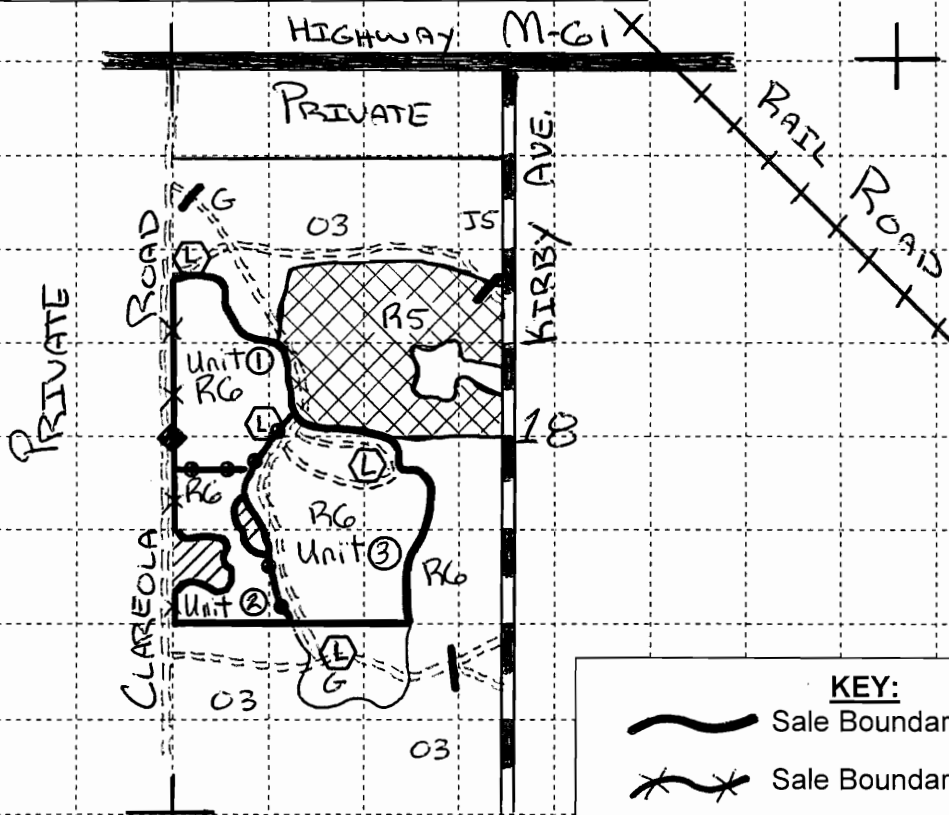 HIGHWAY M-61
PRIVATE
RAIL ROAD
KIRBY AVE.
G
03
J5
L
ROAD
PRIVATE
R5
Unit 1
R6
L
18
L
R6
R6
Unit 3
R6
CLAREOLA
Unit 2
L
G
03
03
KEY:
Sale Boundar
Sale Boundar